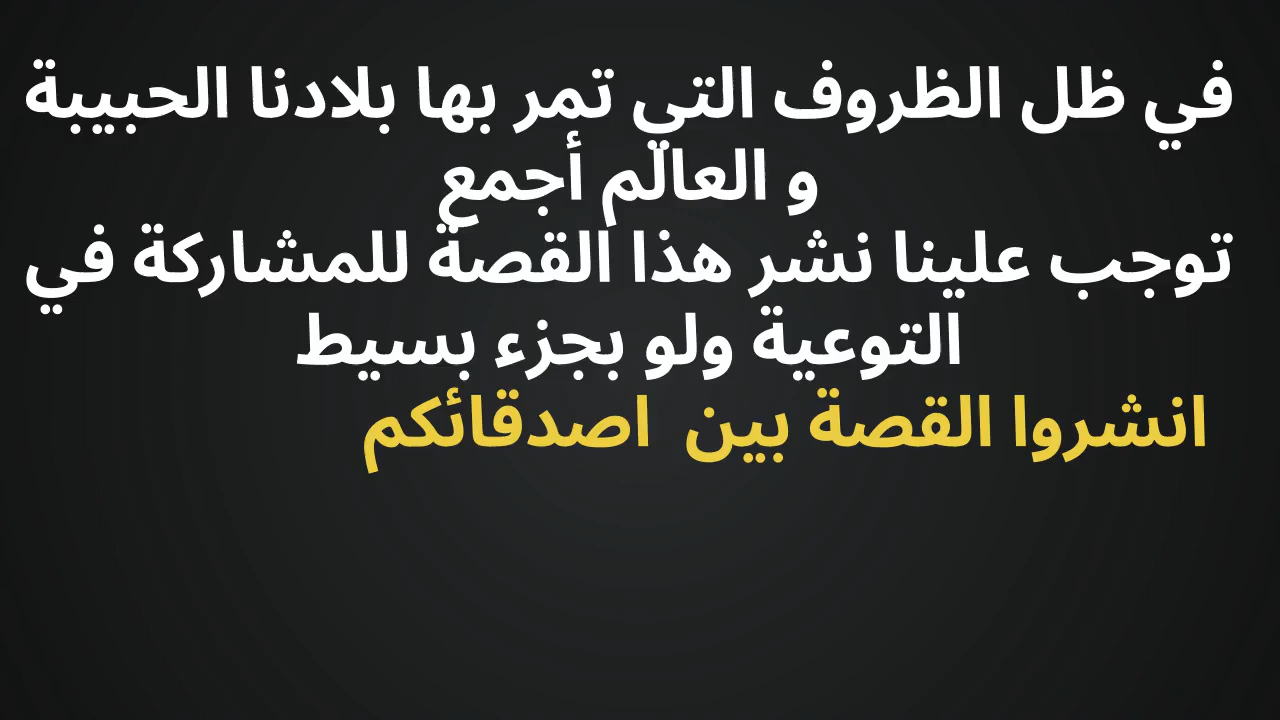 في ظل الظروف التي تمر بها بلادنا الحبيبة
و العالم أجمع
توجب علينا نشر هذا القصة للمشاركة في
التوعية ولو بجزء بسيط
انشروا القصة بين اصدقائكم